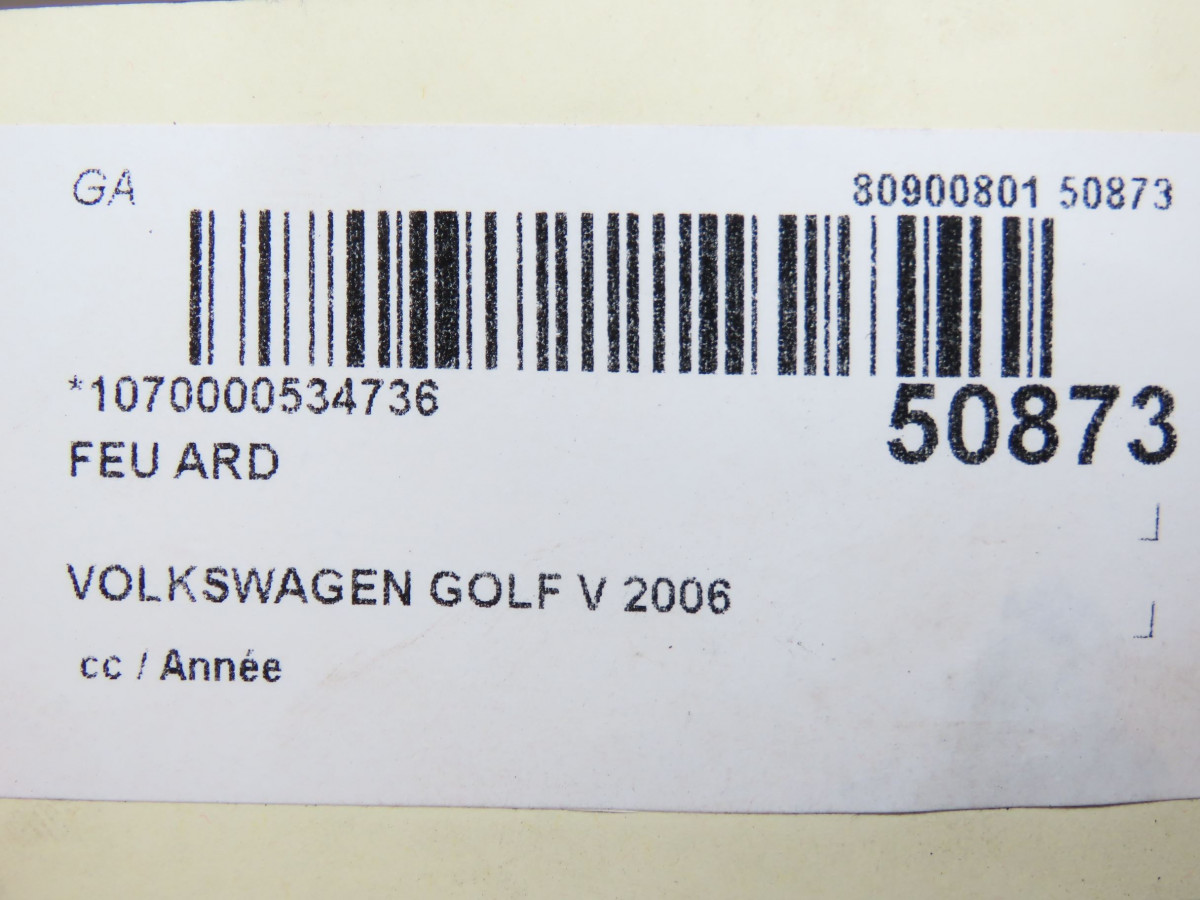 GA
80900801 50873
*1070000534736
50873
FEU ARD
VOLKSWAGEN GOLF V 2006
cc / Année